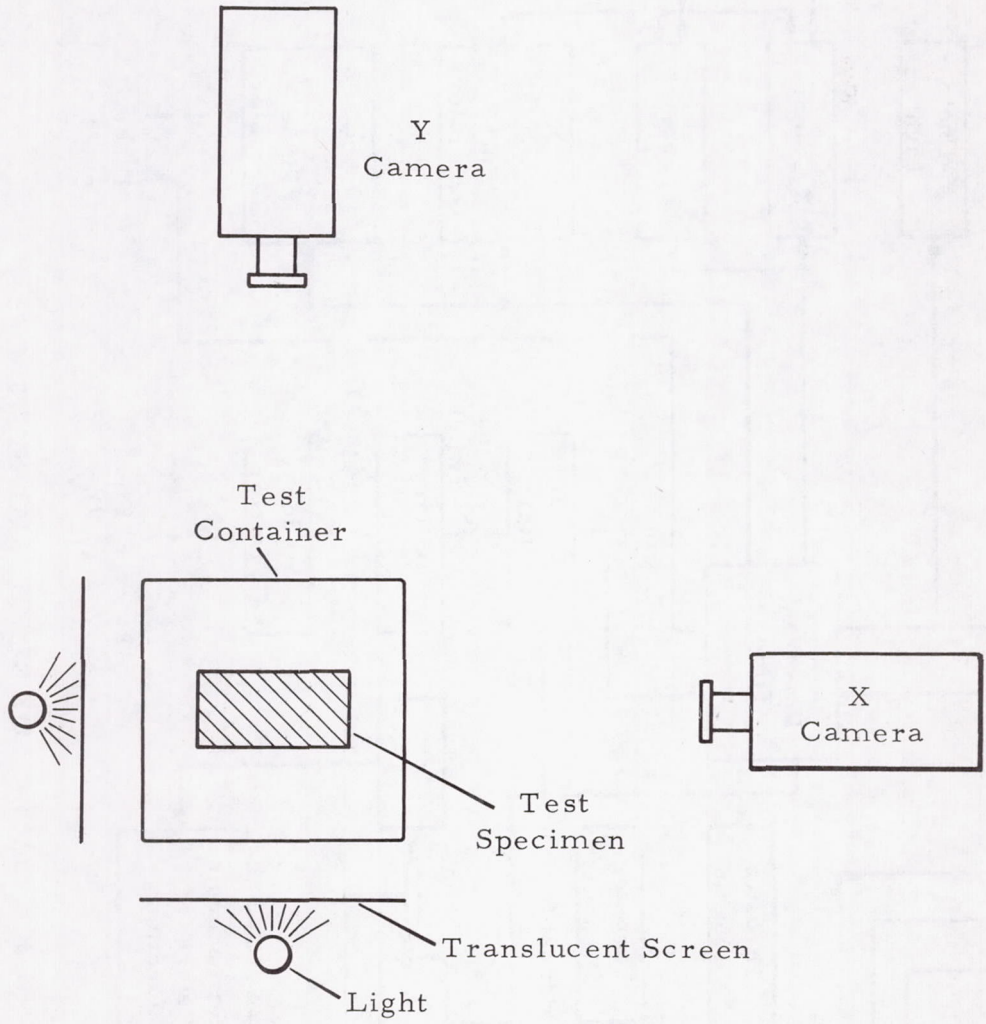 Y
Camera
Test
Container
X
Camera
Test
Specimen
Translucent Screen
Light